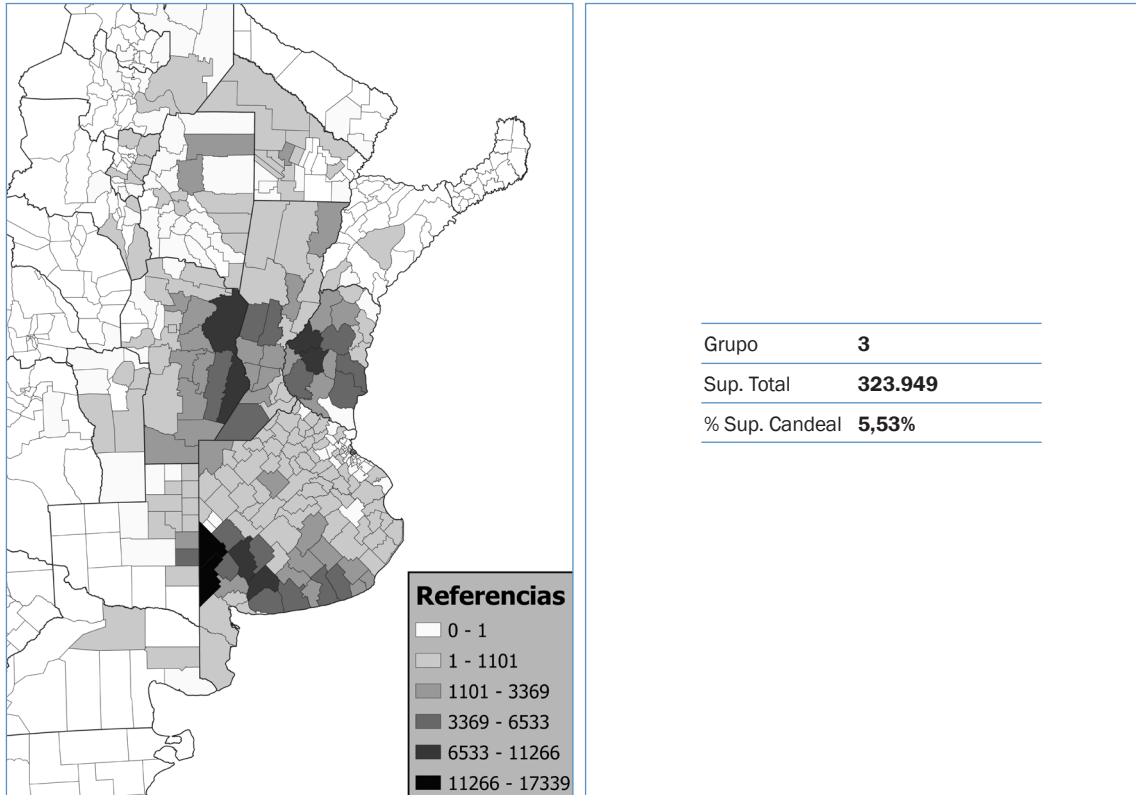 Referencias
0 - 1
1 - 1101
1101 - 3369
3369 - 6533
6533 - 11266
11266 - 17339
Grupo 3
Sup. Total 323.949
% Sup. Candeal 5,53%